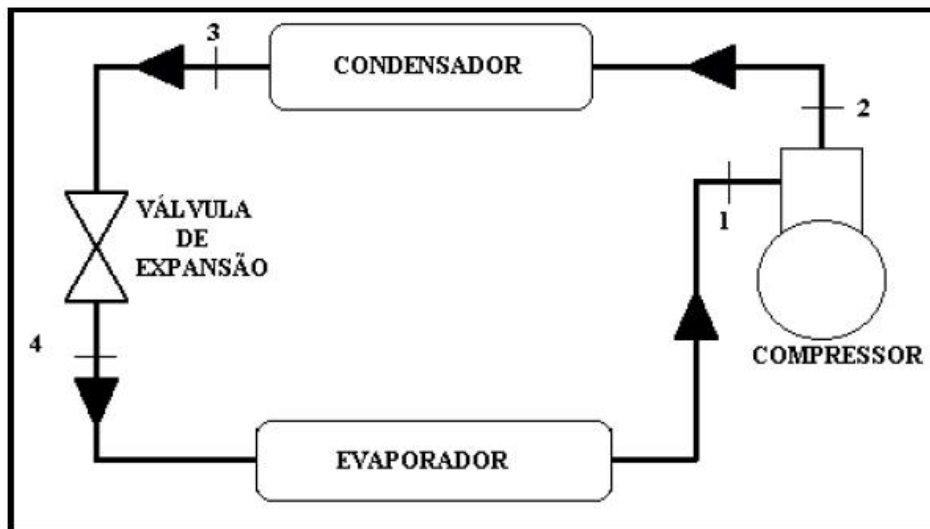 3
CONDENSADOR
2
1
VÁLVULA
DE
EXPANSÃO
4
COMPRESSOR
EVAPORADOR